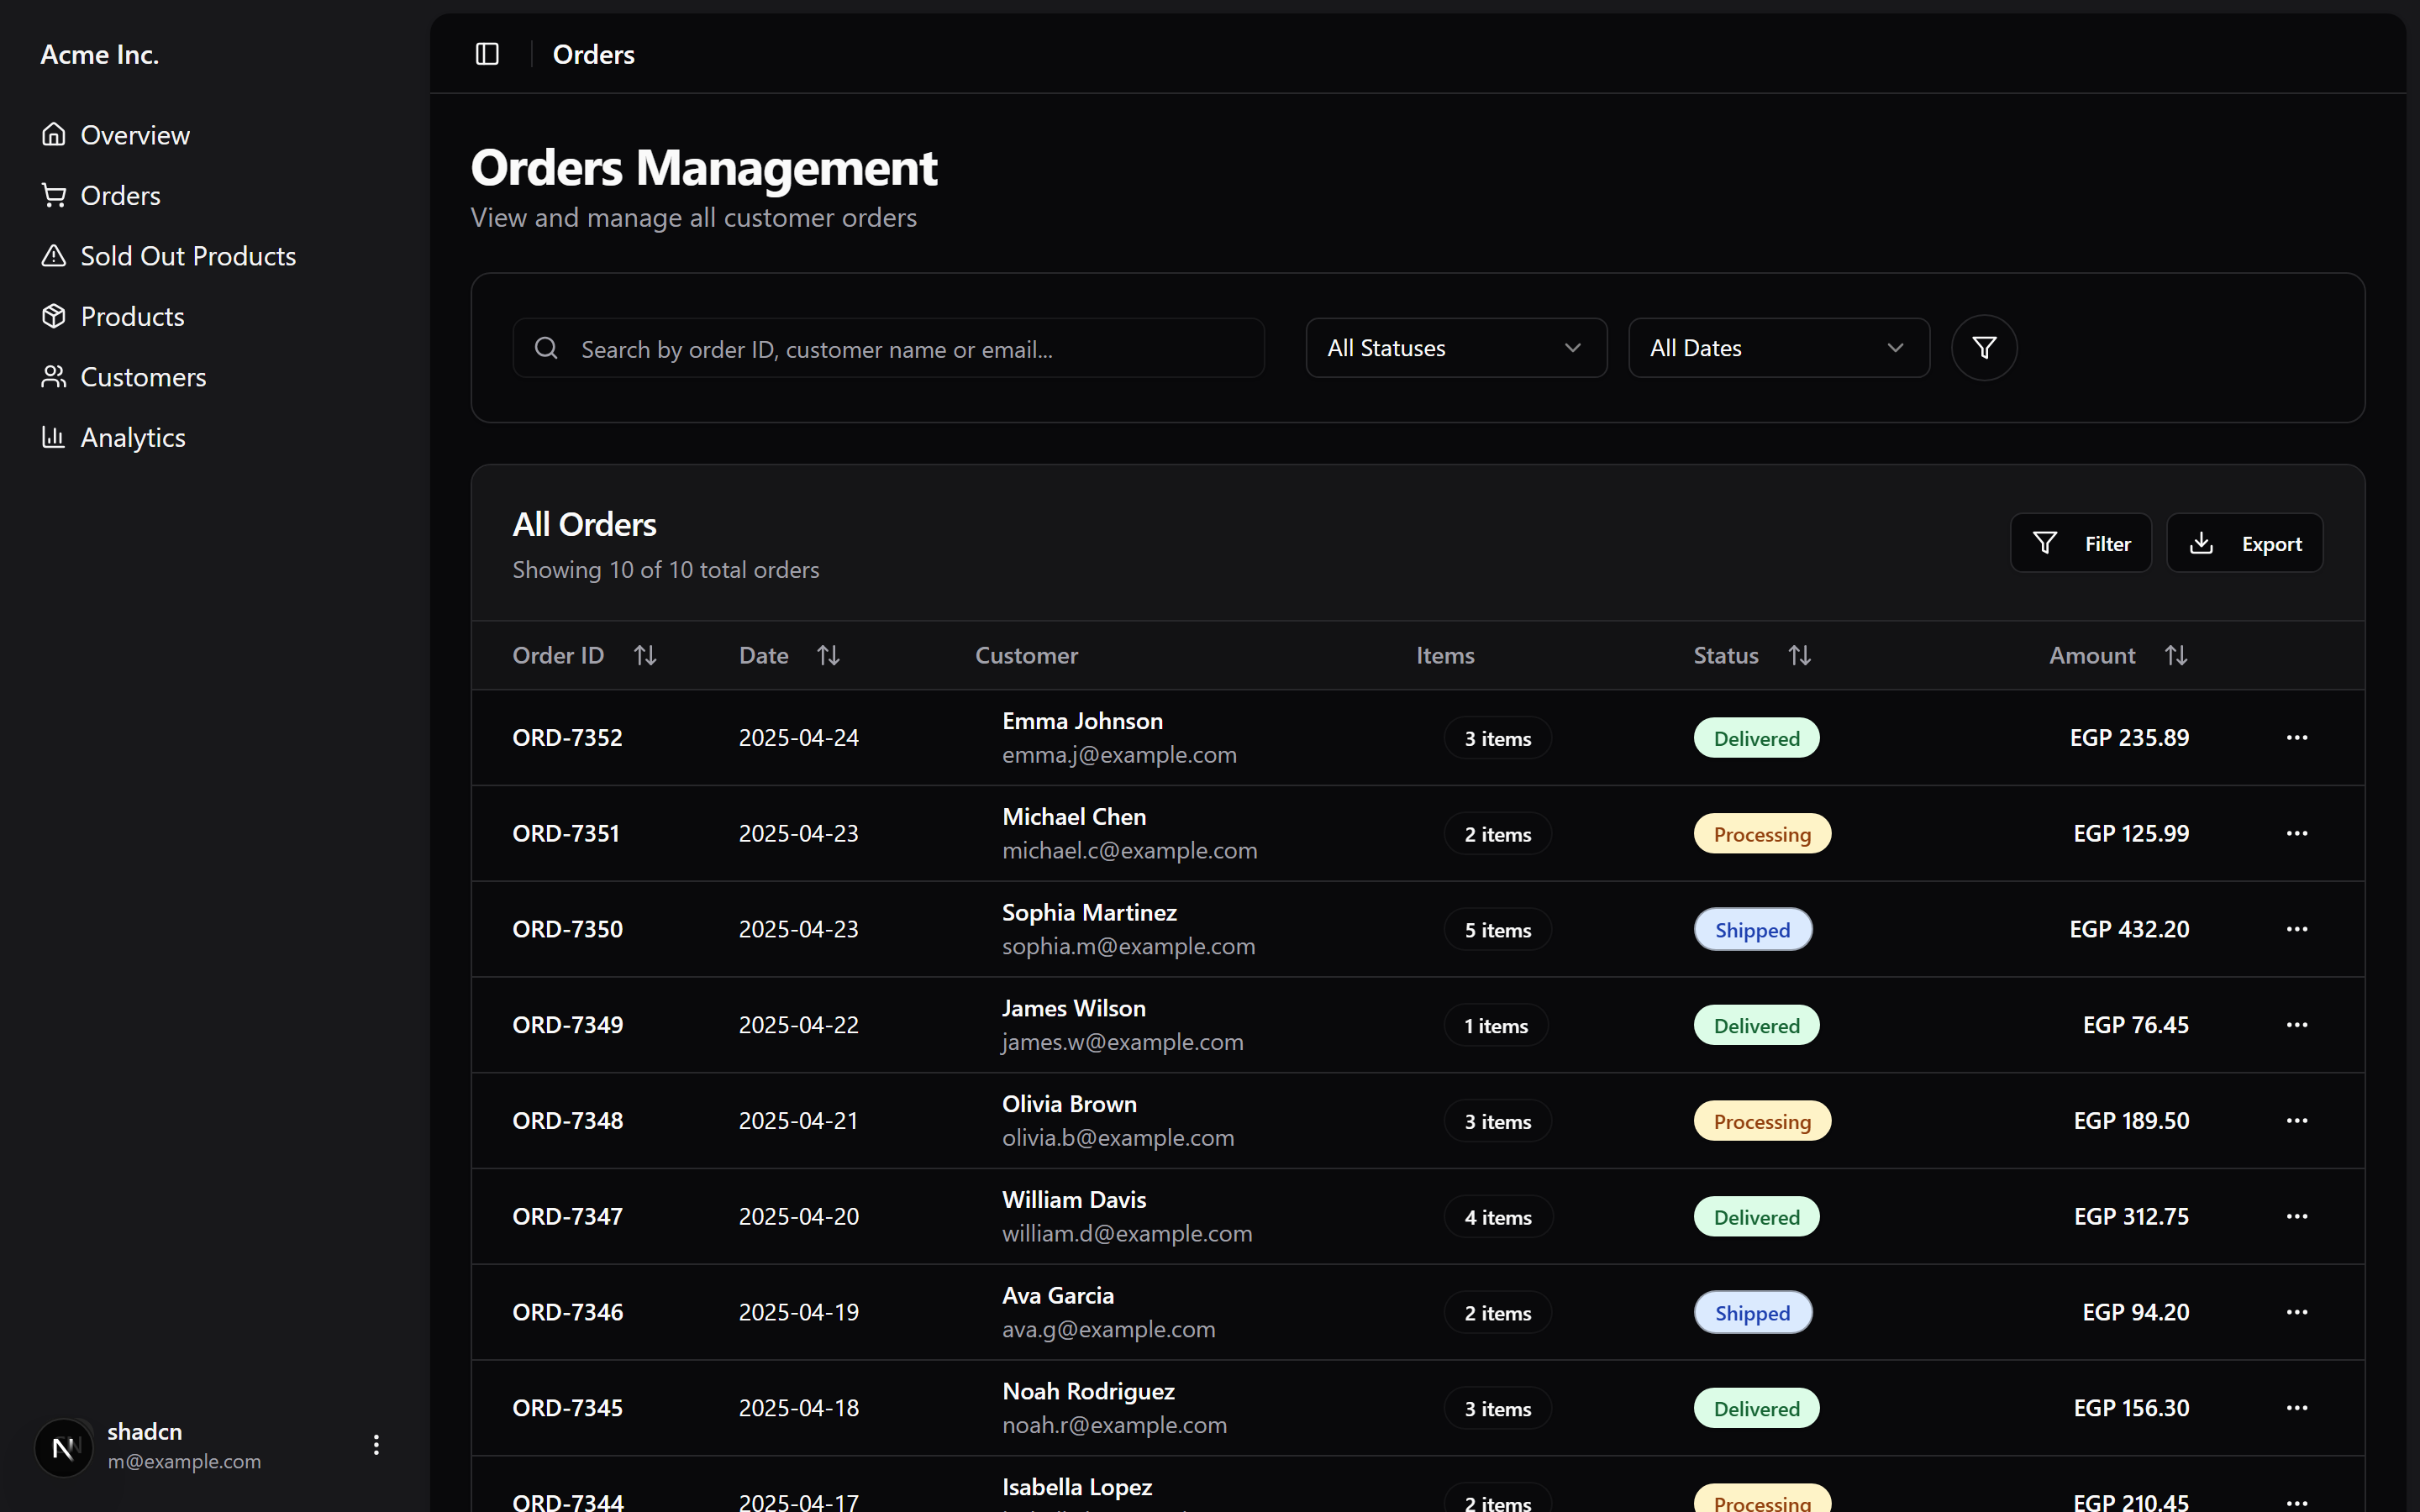 Acme Inc.
Overview
Orders
Sold Out Products
Products
Customers
Analytics
shadcn
m@example.com
Orders
Orders Management
View and manage all customer orders
Search by order ID, customer name or email...
All Statuses
All Dates
All Orders
Showing 10 of 10 total orders
Filter
Export
Order ID Date Customer Items Status Amount
ORD-7352 2025-04-24 Emma Johnson 3 items Delivered EGP 235.89
emma.j@example.com
ORD-7351 2025-04-23 Michael Chen 2 items Processing EGP 125.99
michael.c@example.com
ORD-7350 2025-04-23 Sophia Martinez 5 items Shipped EGP 432.20
sophia.m@example.com
ORD-7349 2025-04-22 James Wilson 1 items Delivered EGP 76.45
james.w@example.com
ORD-7348 2025-04-21 Olivia Brown 3 items Processing EGP 189.50
olivia.b@example.com
ORD-7347 2025-04-20 William Davis 4 items Delivered EGP 312.75
william.d@example.com
ORD-7346 2025-04-19 Ava Garcia 2 items Shipped EGP 94.20
ava.g@example.com
ORD-7345 2025-04-18 Noah Rodriguez 3 items Delivered EGP 156.30
noah.r@example.com
ORD-7344 2025-04-17 Isabella Lopez 2 items Processing EGP 210.45